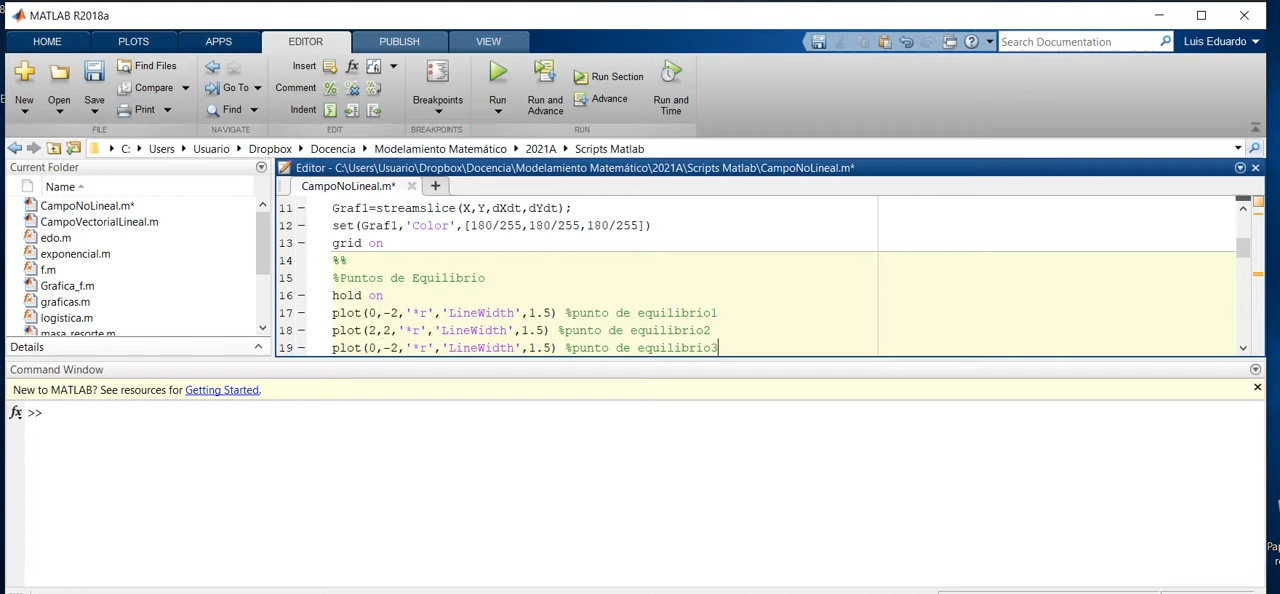 MATLAB R2018a
HOME PLOTS APPS EDITOR PUBLISH VIEW Search Documentation Luis Eduardo
New Open Save Find Files Compare Print Go To Find Insert fx Comment Indent Breakpoints Run Run and Advance Run Section Advance Run and Time
FILE NAVIGATE EDIT BREAKPOINTS RUN
C: Users Usuario Dropbox Docencia Modelamiento Matemático 2021A Scripts Matlab
Current Folder
Name
CampoNoLineal.m*
CampoVectorialLineal.m
edo.m
exponencial.m
f.m
Grafica_f.m
graficas.m
logistica.m
masa_resorte.m
Details
Editor - C:\Users\Usuario\Dropbox\Docencia\Modelamiento Matemático\2021A\Scripts Matlab\CampoNoLineal.m*
CampoNoLineal.m*
11 – Graf1=streamslice(X,Y,dXdt,dYdt);
12 – set(Graf1,'Color',[180/255,180/255,180/255])
13 – grid on
14 %%
15 %Puntos de Equilibrio
16 – hold on
17 – plot(0,-2,'*r','LineWidth',1.5) %punto de equilibrio1
18 – plot(2,2,'*r','LineWidth',1.5) %punto de equilibrio2
19 – plot(0,-2,'*r','LineWidth',1.5) %punto de equilibrio3
Command Window
New to MATLAB? See resources for Getting Started.
fx >>